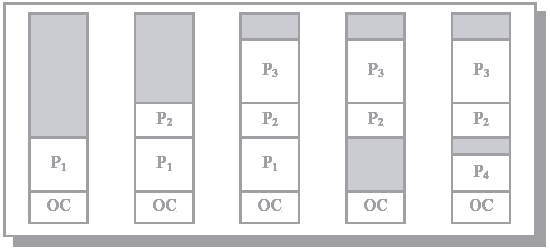 P₃ P₃ P₃
P₂ P₂ P₂ P₂
P₁ P₁ P₁ P₄
OC OC OC OC OC